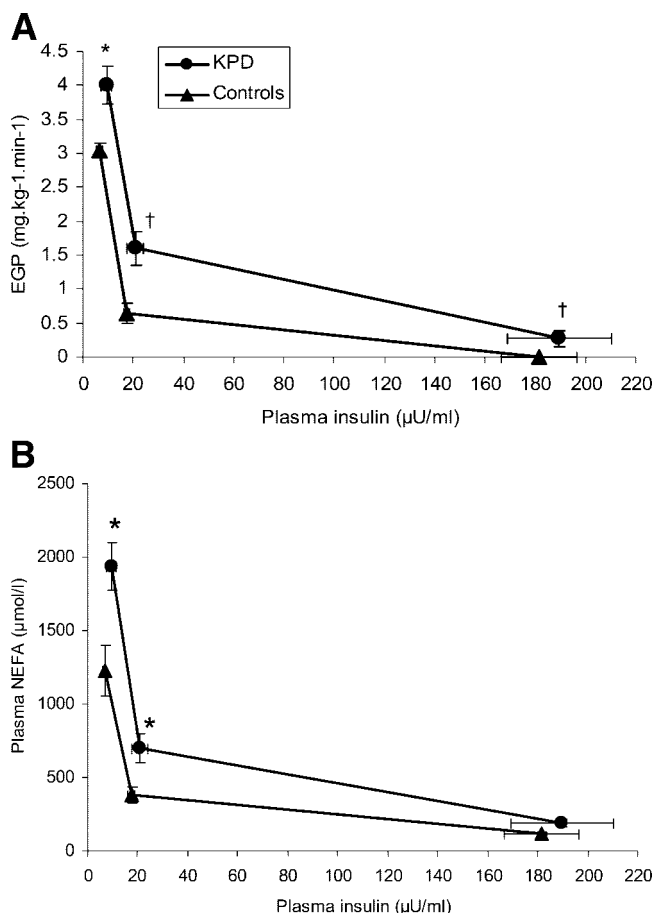 A
*
KPD
Controls
†
†
EGP (mg.kg-1.min-1)
4.5
4
3.5
3
2.5
2
1.5
1
0.5
0
0 20 40 60 80 100 120 140 160 180 200 220
Plasma insulin (µU/ml)
B
*
*
Plasma NEFA (µmol/l)
2500
2000
1500
1000
500
0
0 20 40 60 80 100 120 140 160 180 200 220
Plasma insulin (µU/ml)